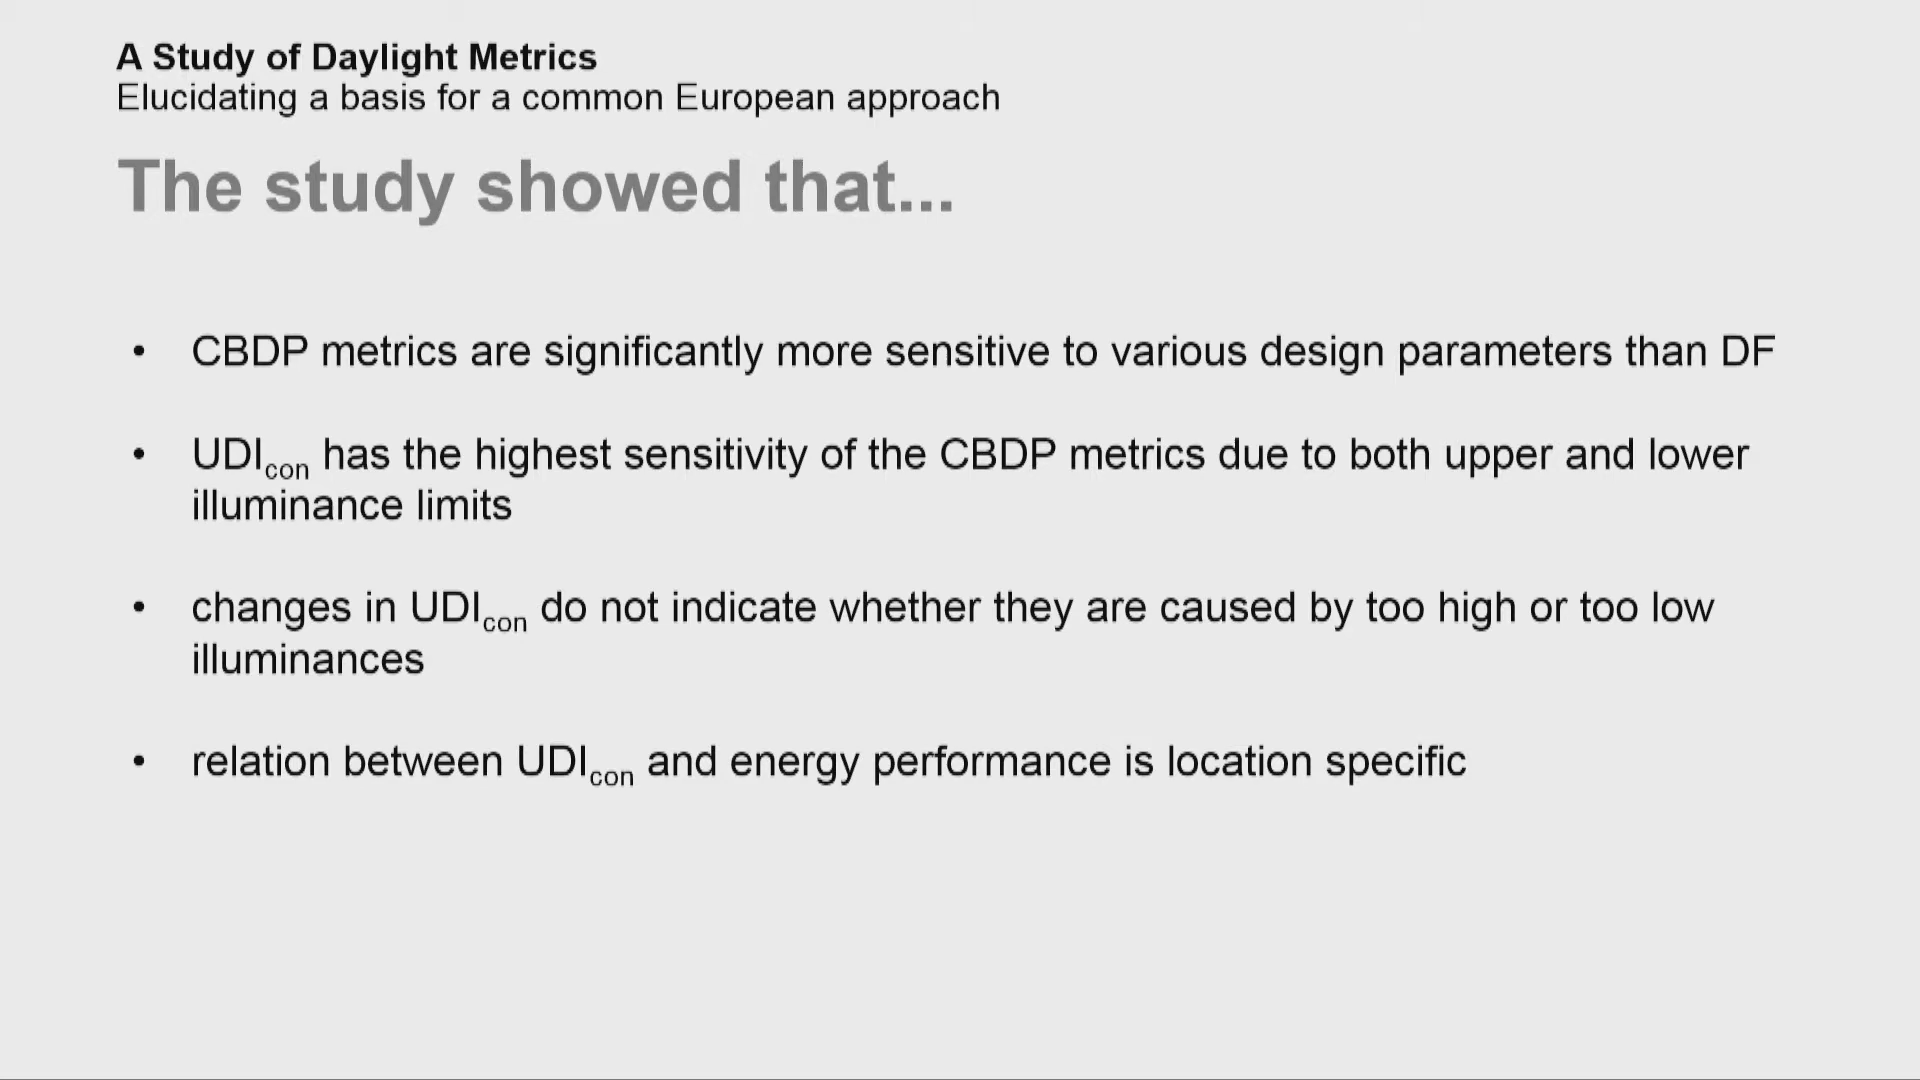 A Study of Daylight Metrics
Elucidating a basis for a common European approach
The study showed that...
• CBDP metrics are significantly more sensitive to various design parameters than DF
• UDIcon has the highest sensitivity of the CBDP metrics due to both upper and lower
illuminance limits
• changes in UDIcon do not indicate whether they are caused by too high or too low
illuminances
• relation between UDIcon and energy performance is location specific